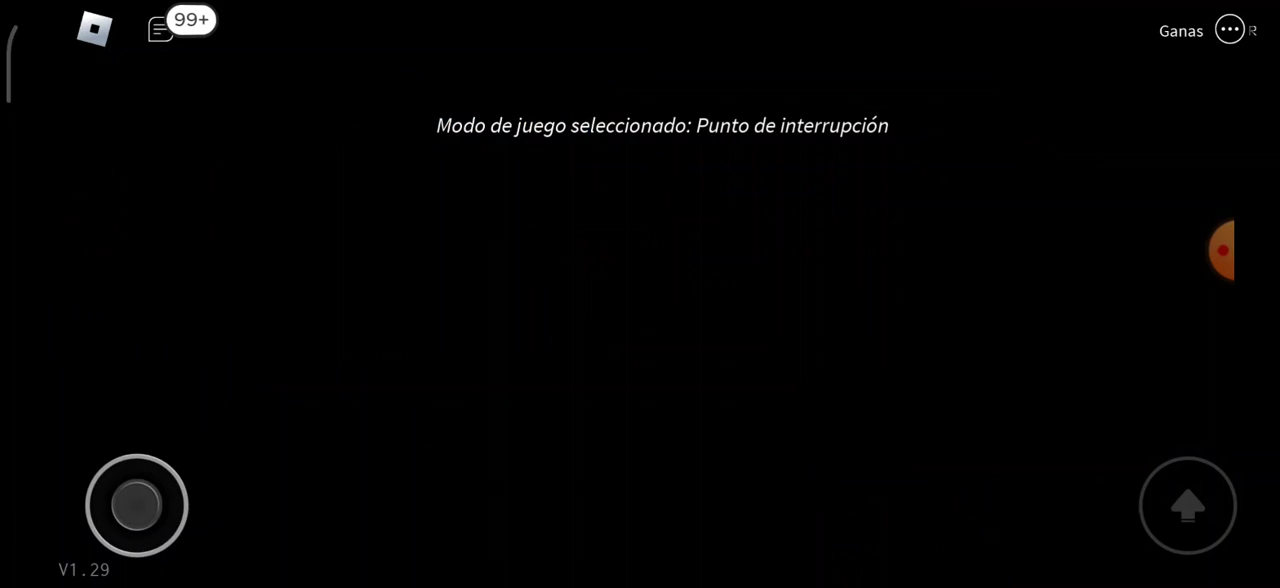 99+
Ganas
R
Modo de juego seleccionado: Punto de interrupción
V1.29